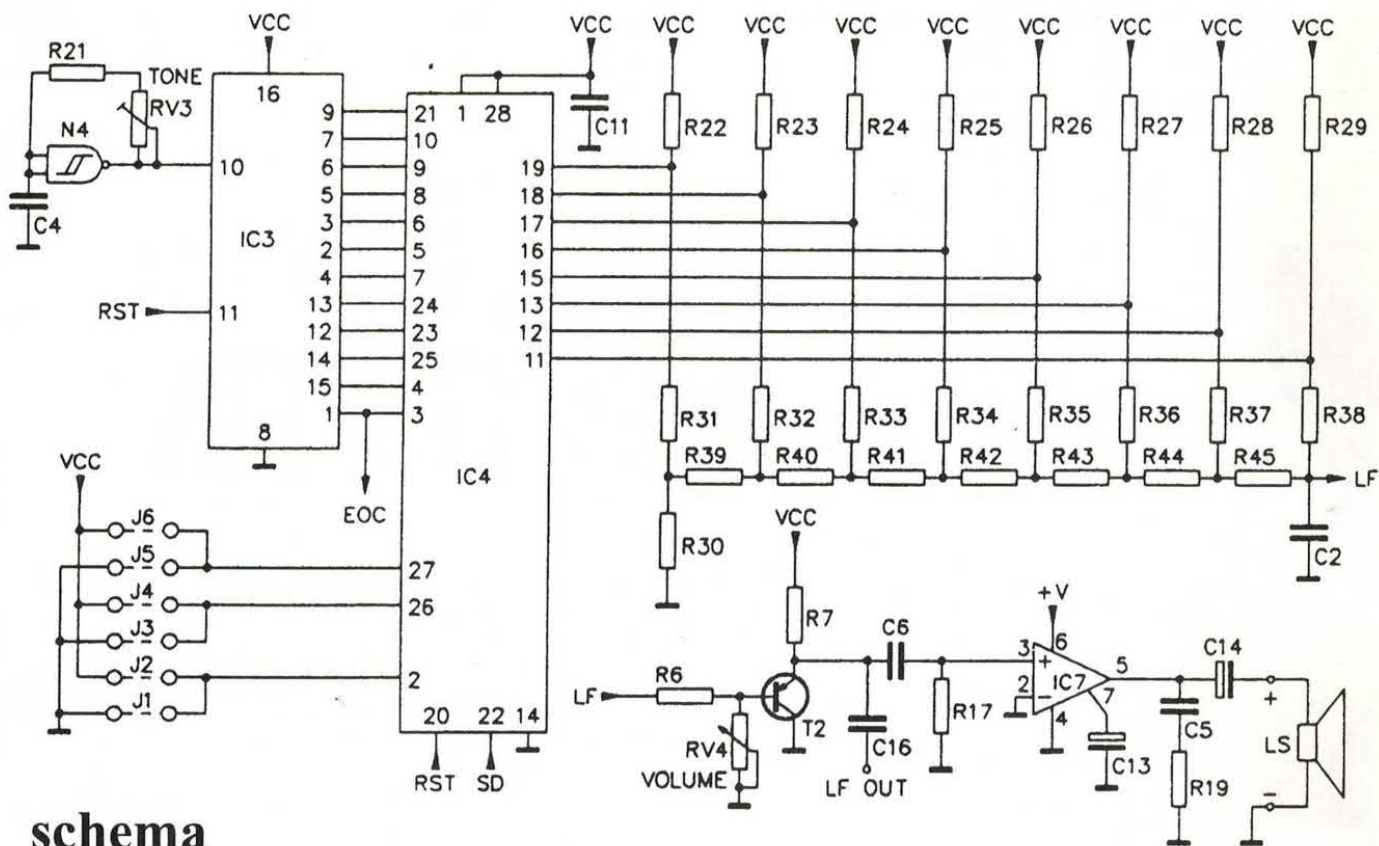 VCC VCC VCC VCC VCC VCC VCC VCC VCC VCC
R21
TONE
RV3
N4
C4
16
10
IC3
RST 11
8
9 21
7 10
6 9
5 8
3 6
2 5
4 7
13 24
12 23
14 25
15 4
1 3
EOC
1 28
C11
19
18
17
16
15
13
12
11
IC4
R22 R23 R24 R25 R26 R27 R28 R29
R31 R32 R33 R34 R35 R36 R37 R38
R39 R40 R41 R42 R43 R44 R45 LF
R30
C2
VCC
J6
J5 27
J4 26
J3
J2 2
J1
20 22 14
RST SD
VCC
R7
LF R6
RV4
VOLUME
T2
C6
C16
LF OUT
R17
+V
6
3 +
2 –
IC7
5
7
4
C13
C14
C5
R19
+
LS
–
schema